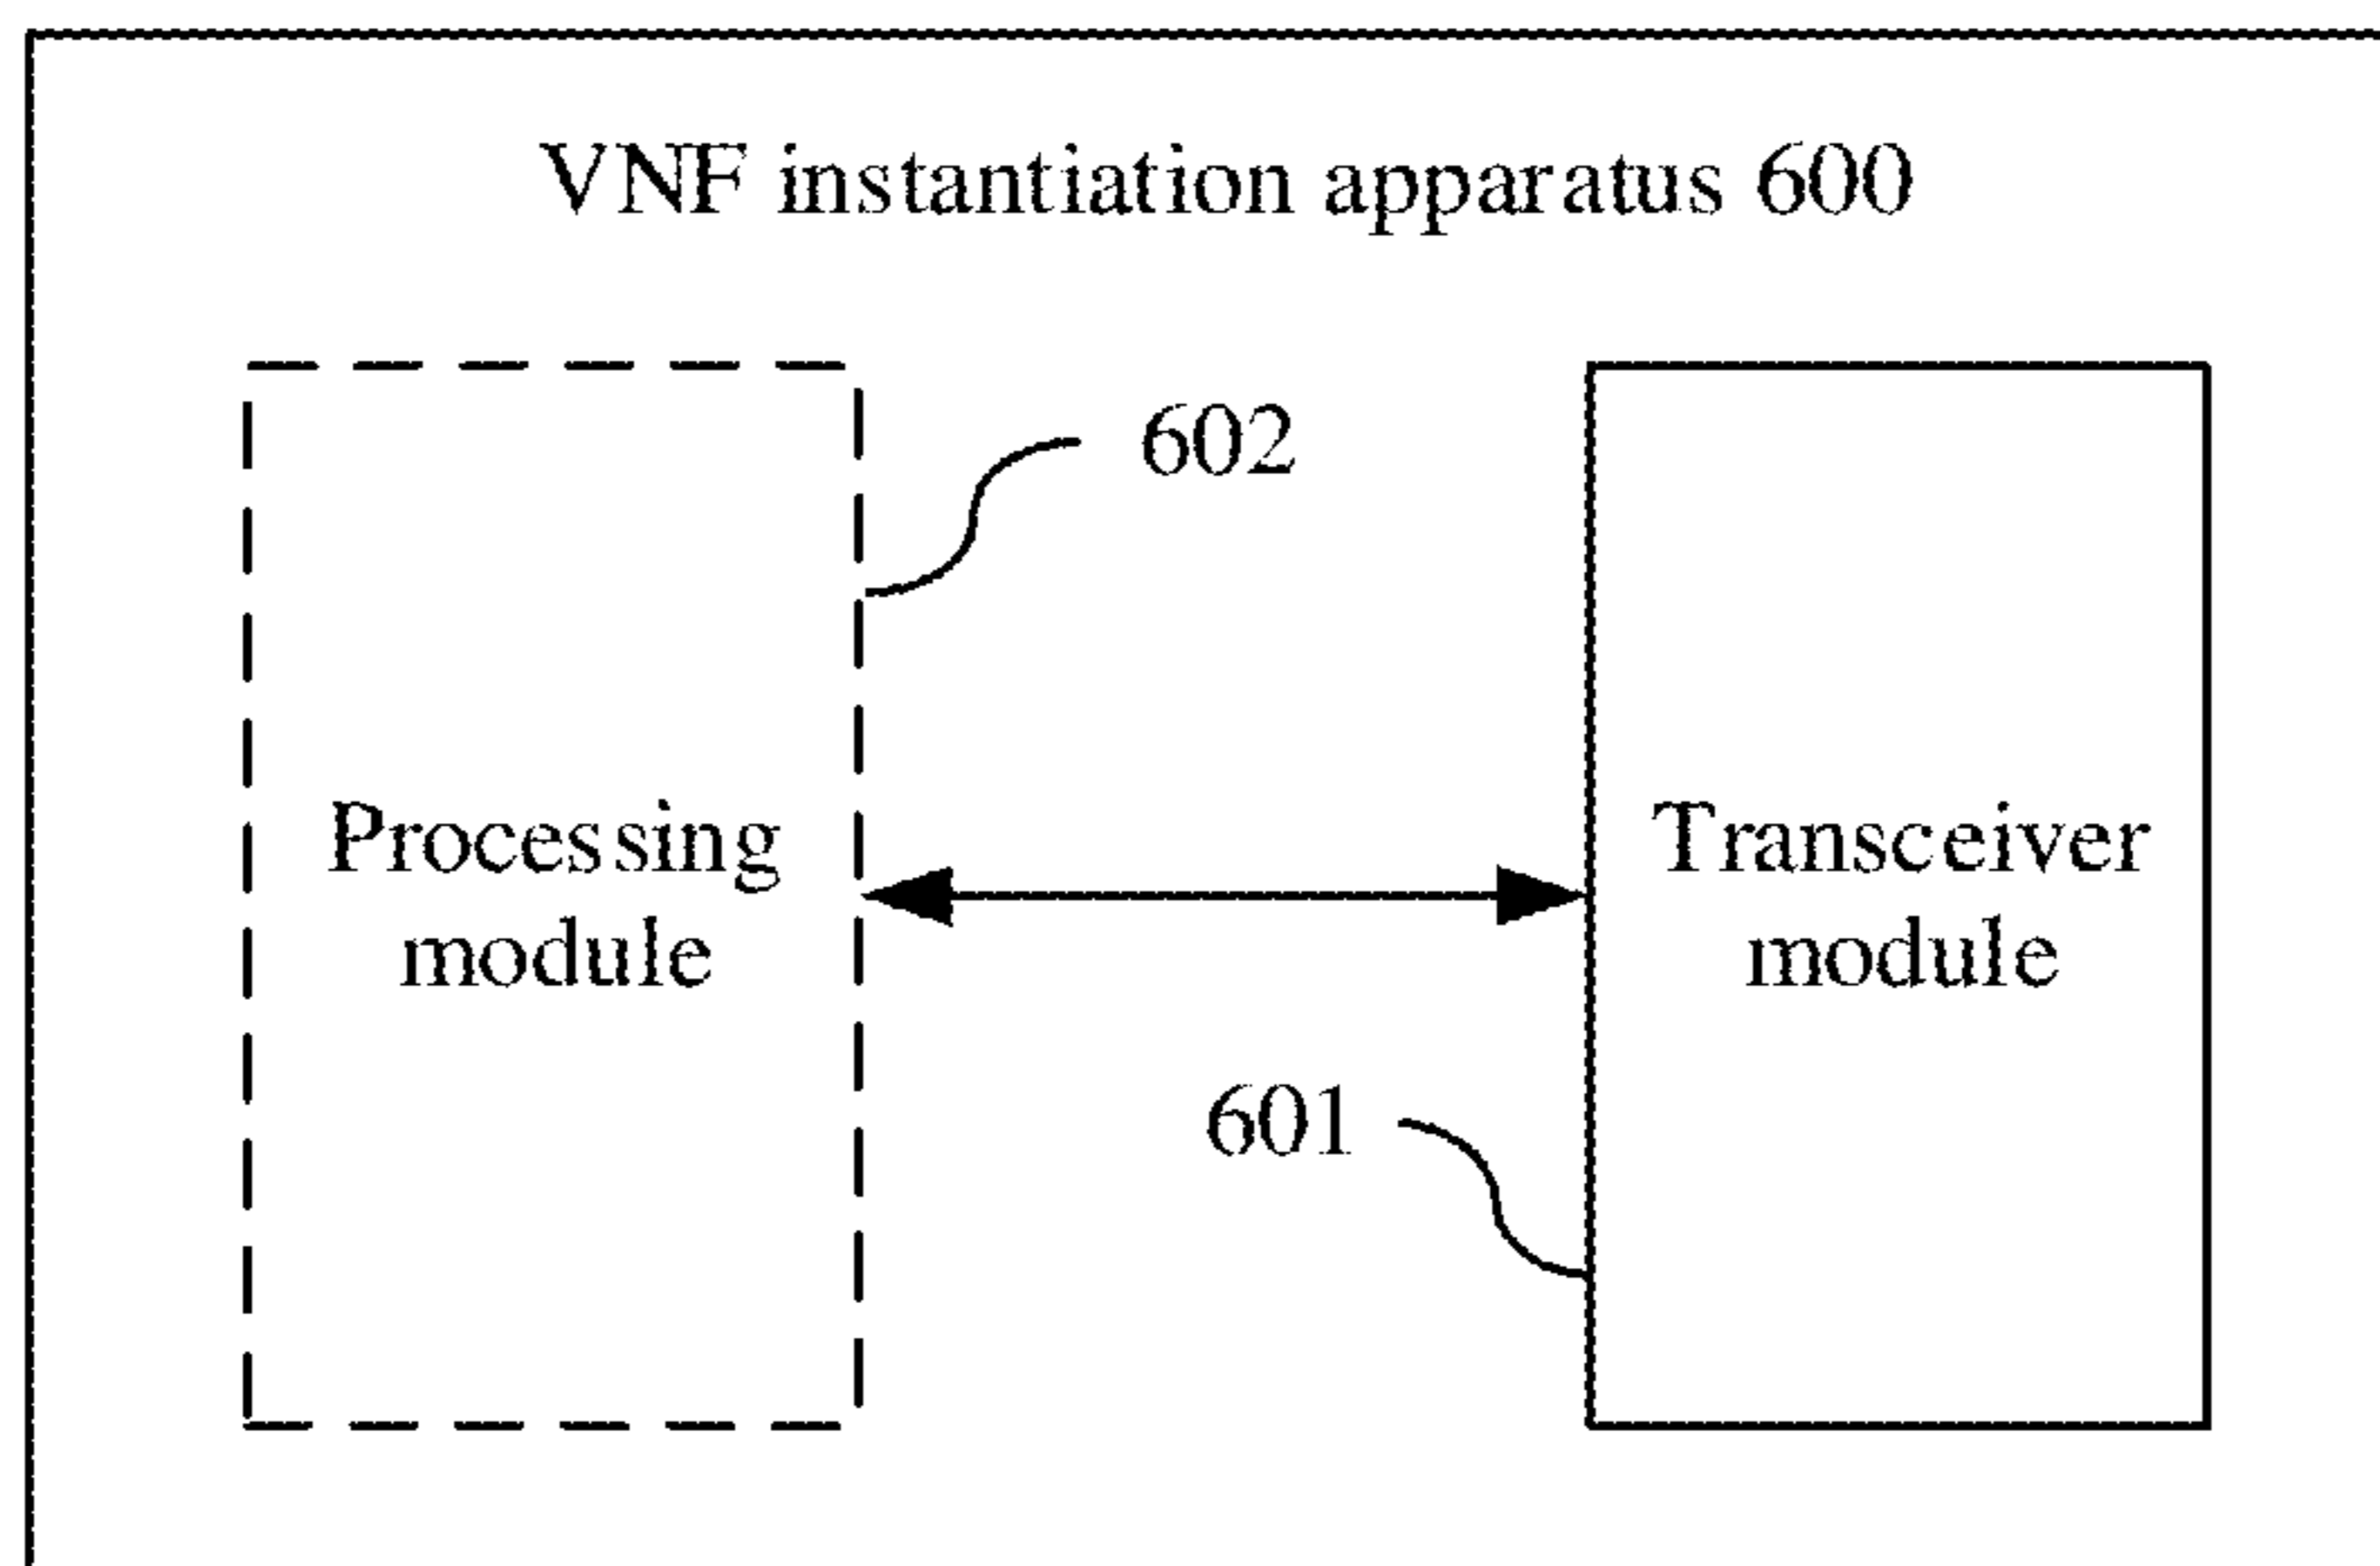 VNF instantiation apparatus 600
602
Processing
module
Transceiver
module
601